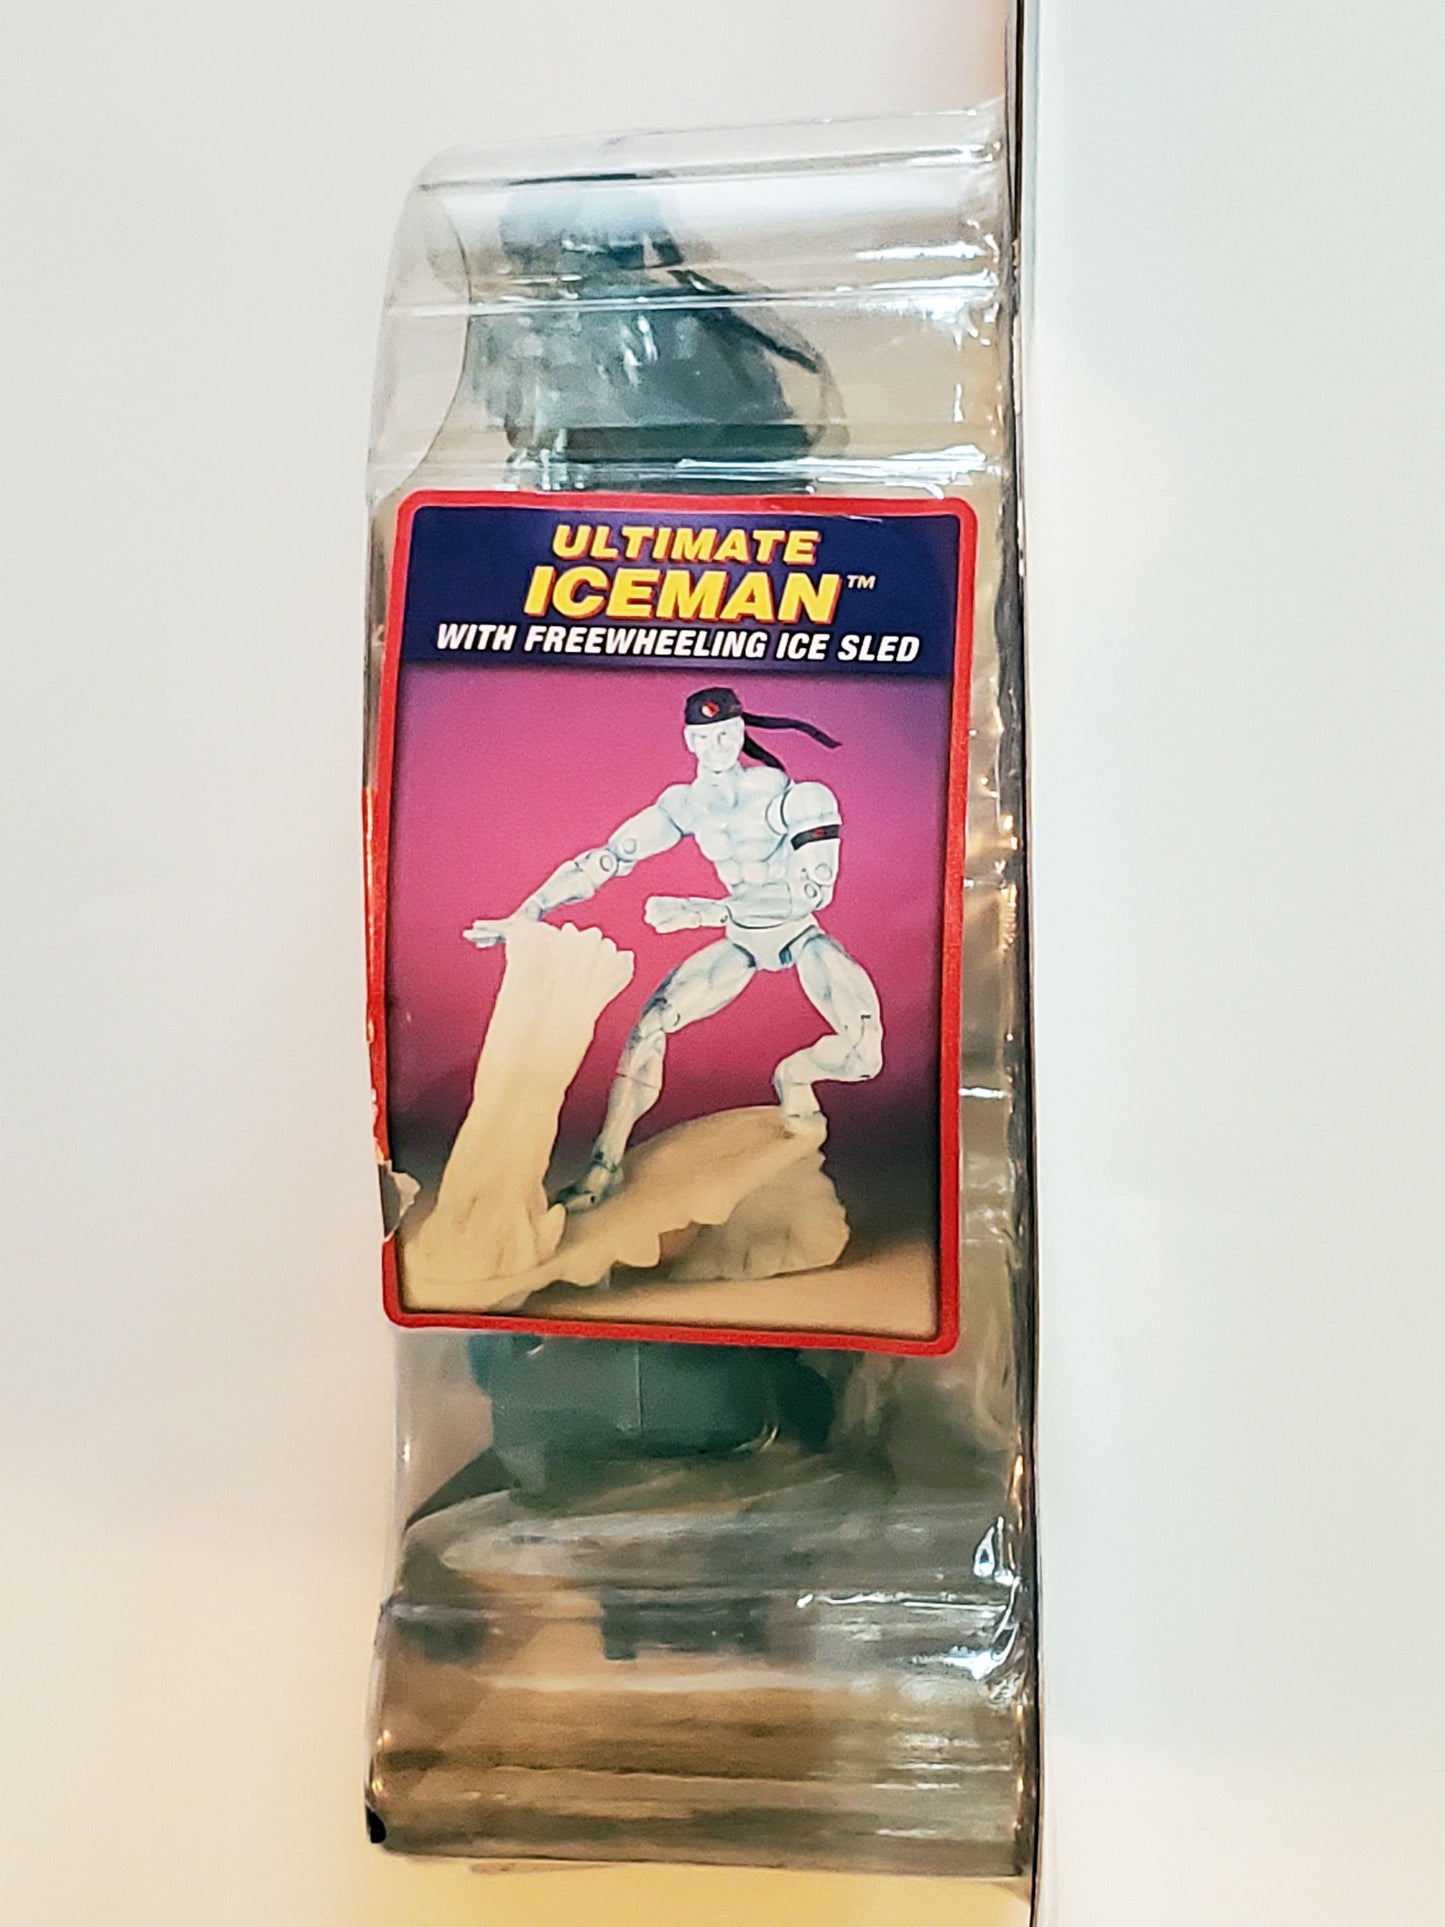 ULTIMATE
ICEMAN™
WITH FREEWHEELING ICE SLED